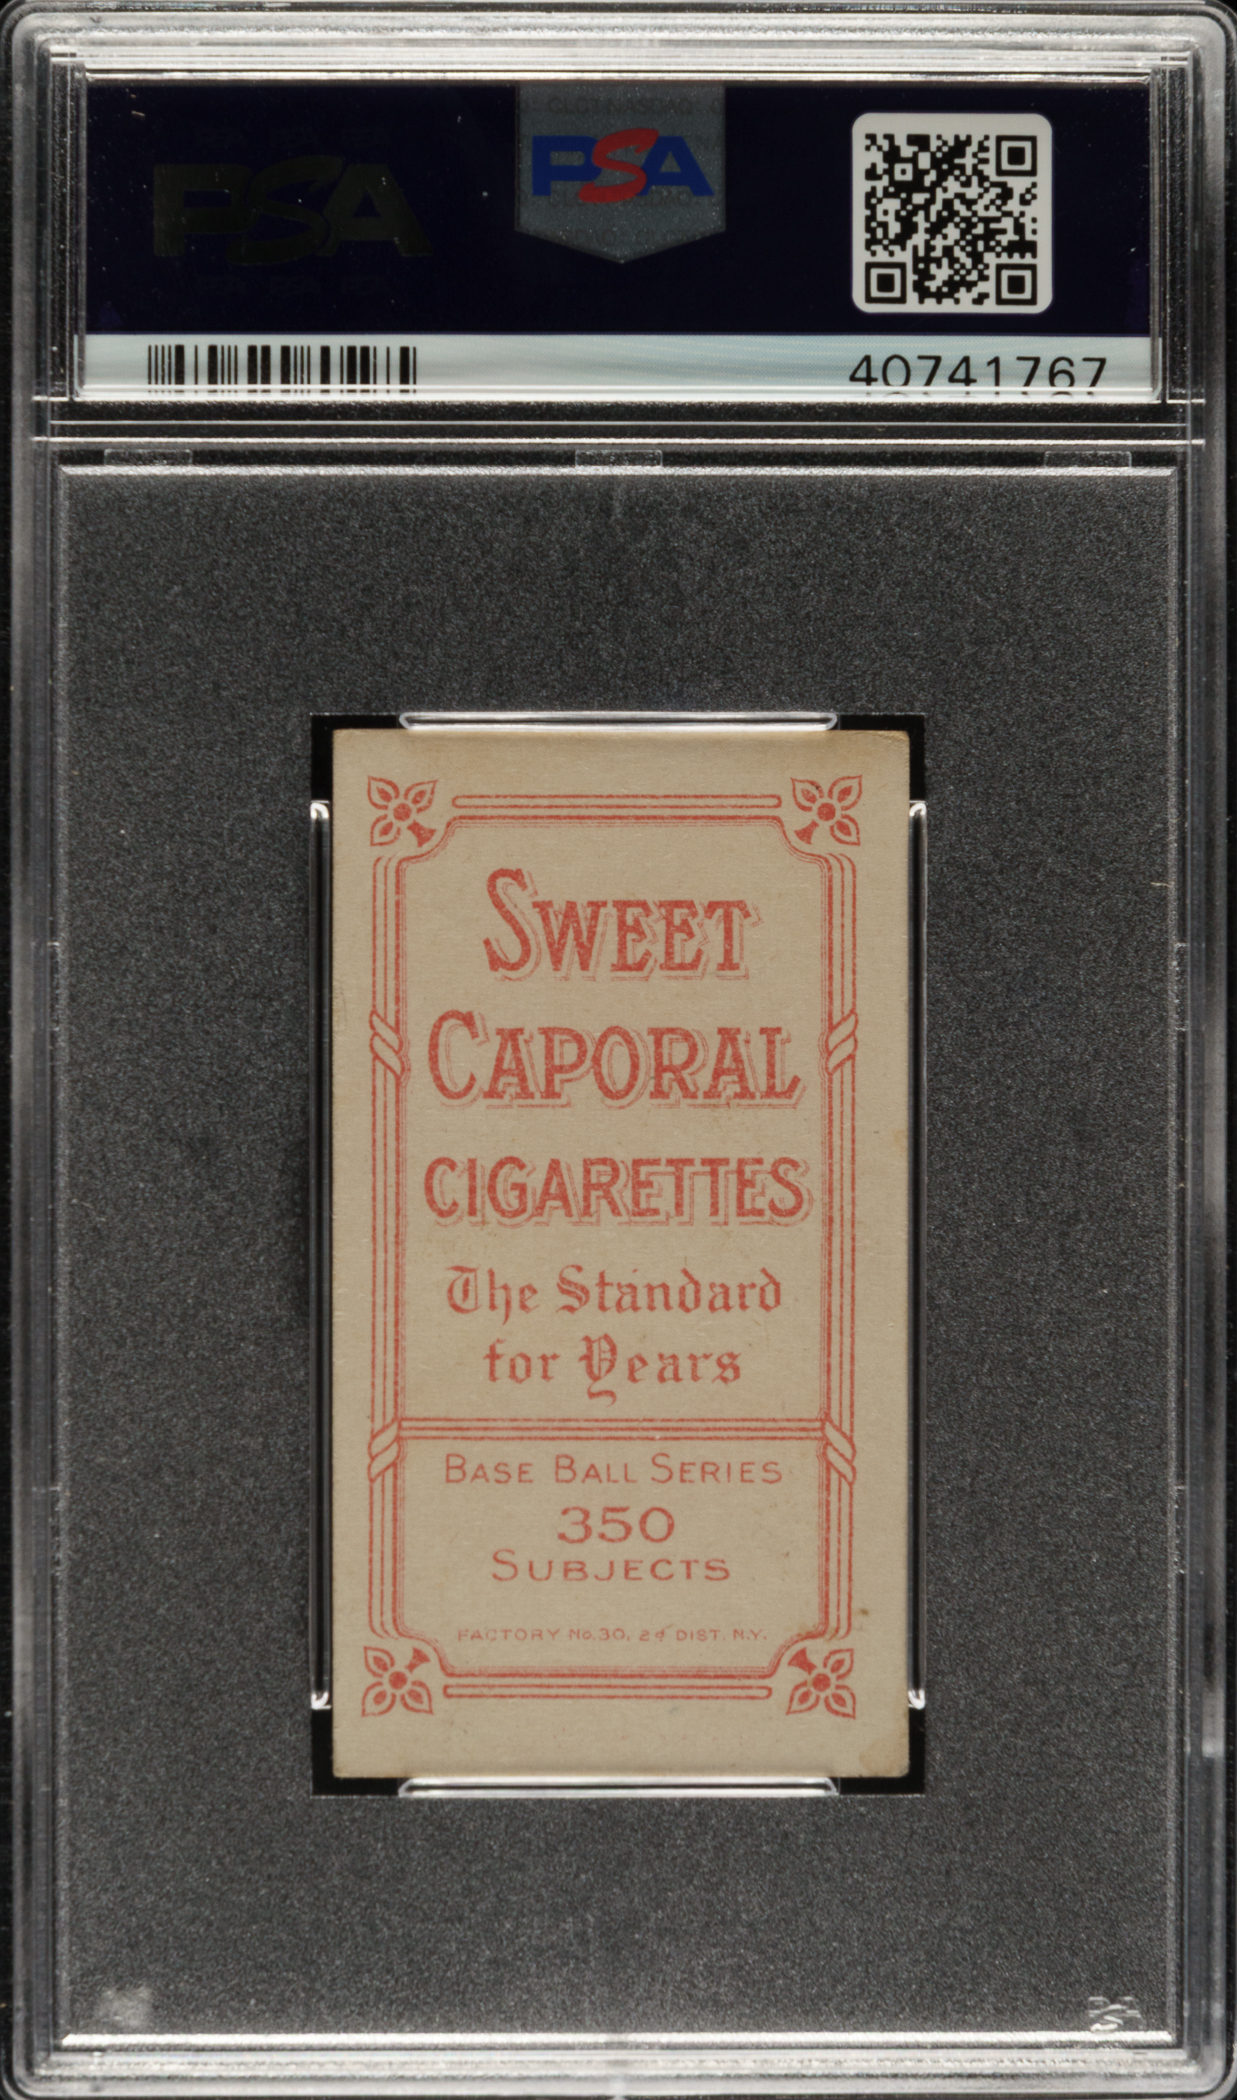 PSA
PSA
40741767
SWEET
CAPORAL
CIGARETTES
The Standard
for Years
BASE BALL SERIES
350
SUBJECTS
FACTORY No. 30, 2d DIST. N.Y.